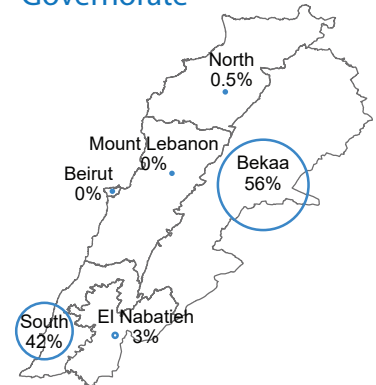 Governorate
North
0.5%
Mount Lebanon
0%
Beirut
0%
Bekaa
56%
South
42%
El Nabatieh
3%